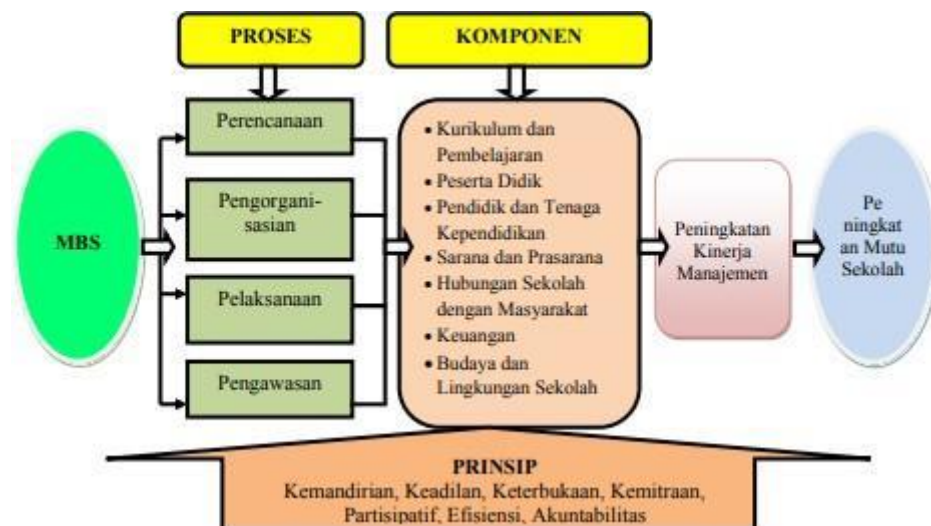 PROSES
KOMPONEN
MBS
Perencanaan
Pengorgani-
sasian
Pelaksanaan
Pengawasan
• Kurikulum dan
Pembelajaran
• Peserta Didik
• Pendidik dan Tenaga
Kependidikan
• Sarana dan Prasarana
• Hubungan Sekolah
dengan Masyarakat
• Keuangan
• Budaya dan
Lingkungan Sekolah
Peningkatan
Kinerja
Manajemen
Pe
ningkat
an Mutu
Sekolah
PRINSIP
Kemandirian, Keadilan, Keterbukaan, Kemitraan,
Partisipatif, Efisiensi, Akuntabilitas